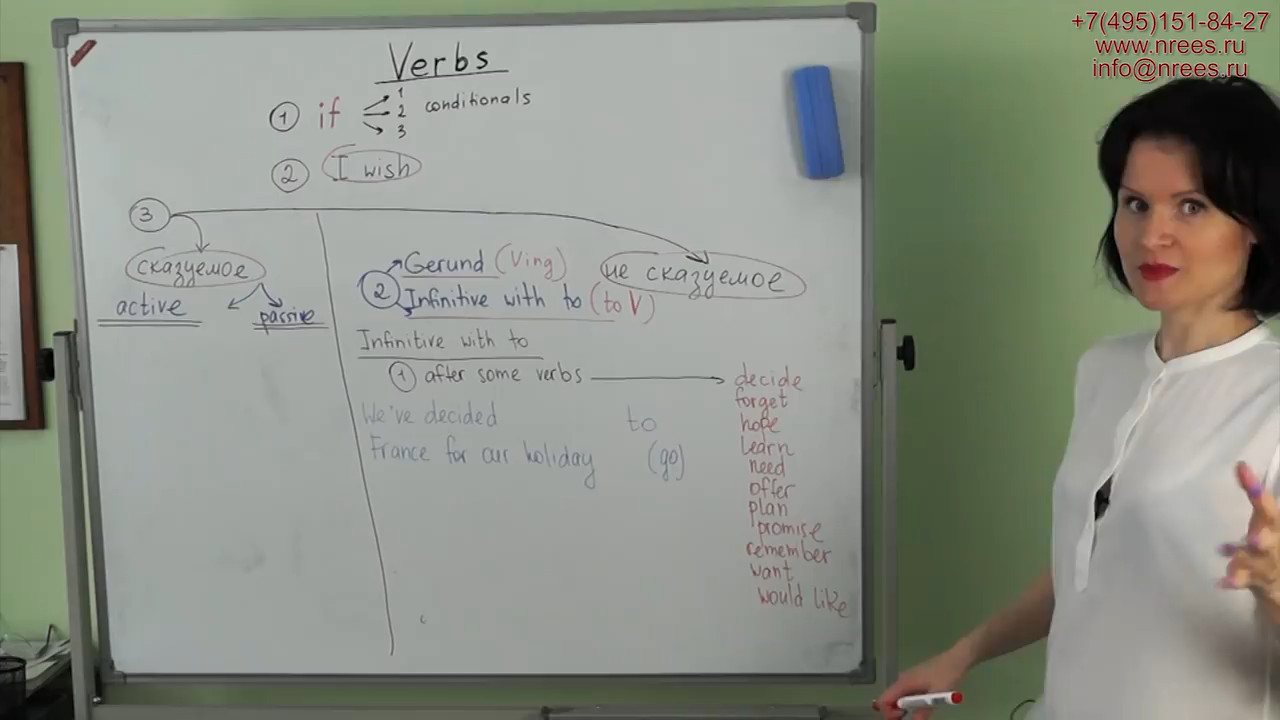 +7(495)151-84-27
www.nrees.ru
info@nrees.ru
Verbs
1 if 1 2 3 conditionals
2 I wish
3
сказуемое
active
passive
не сказуемое
2 Gerund (Ving)
Infinitive with to (to V)
Infinitive with to
1 after some verbs
decide
forget
hope
learn
need
offer
plan
promise
remember
want
would like
We've decided to
France for our holiday (go)